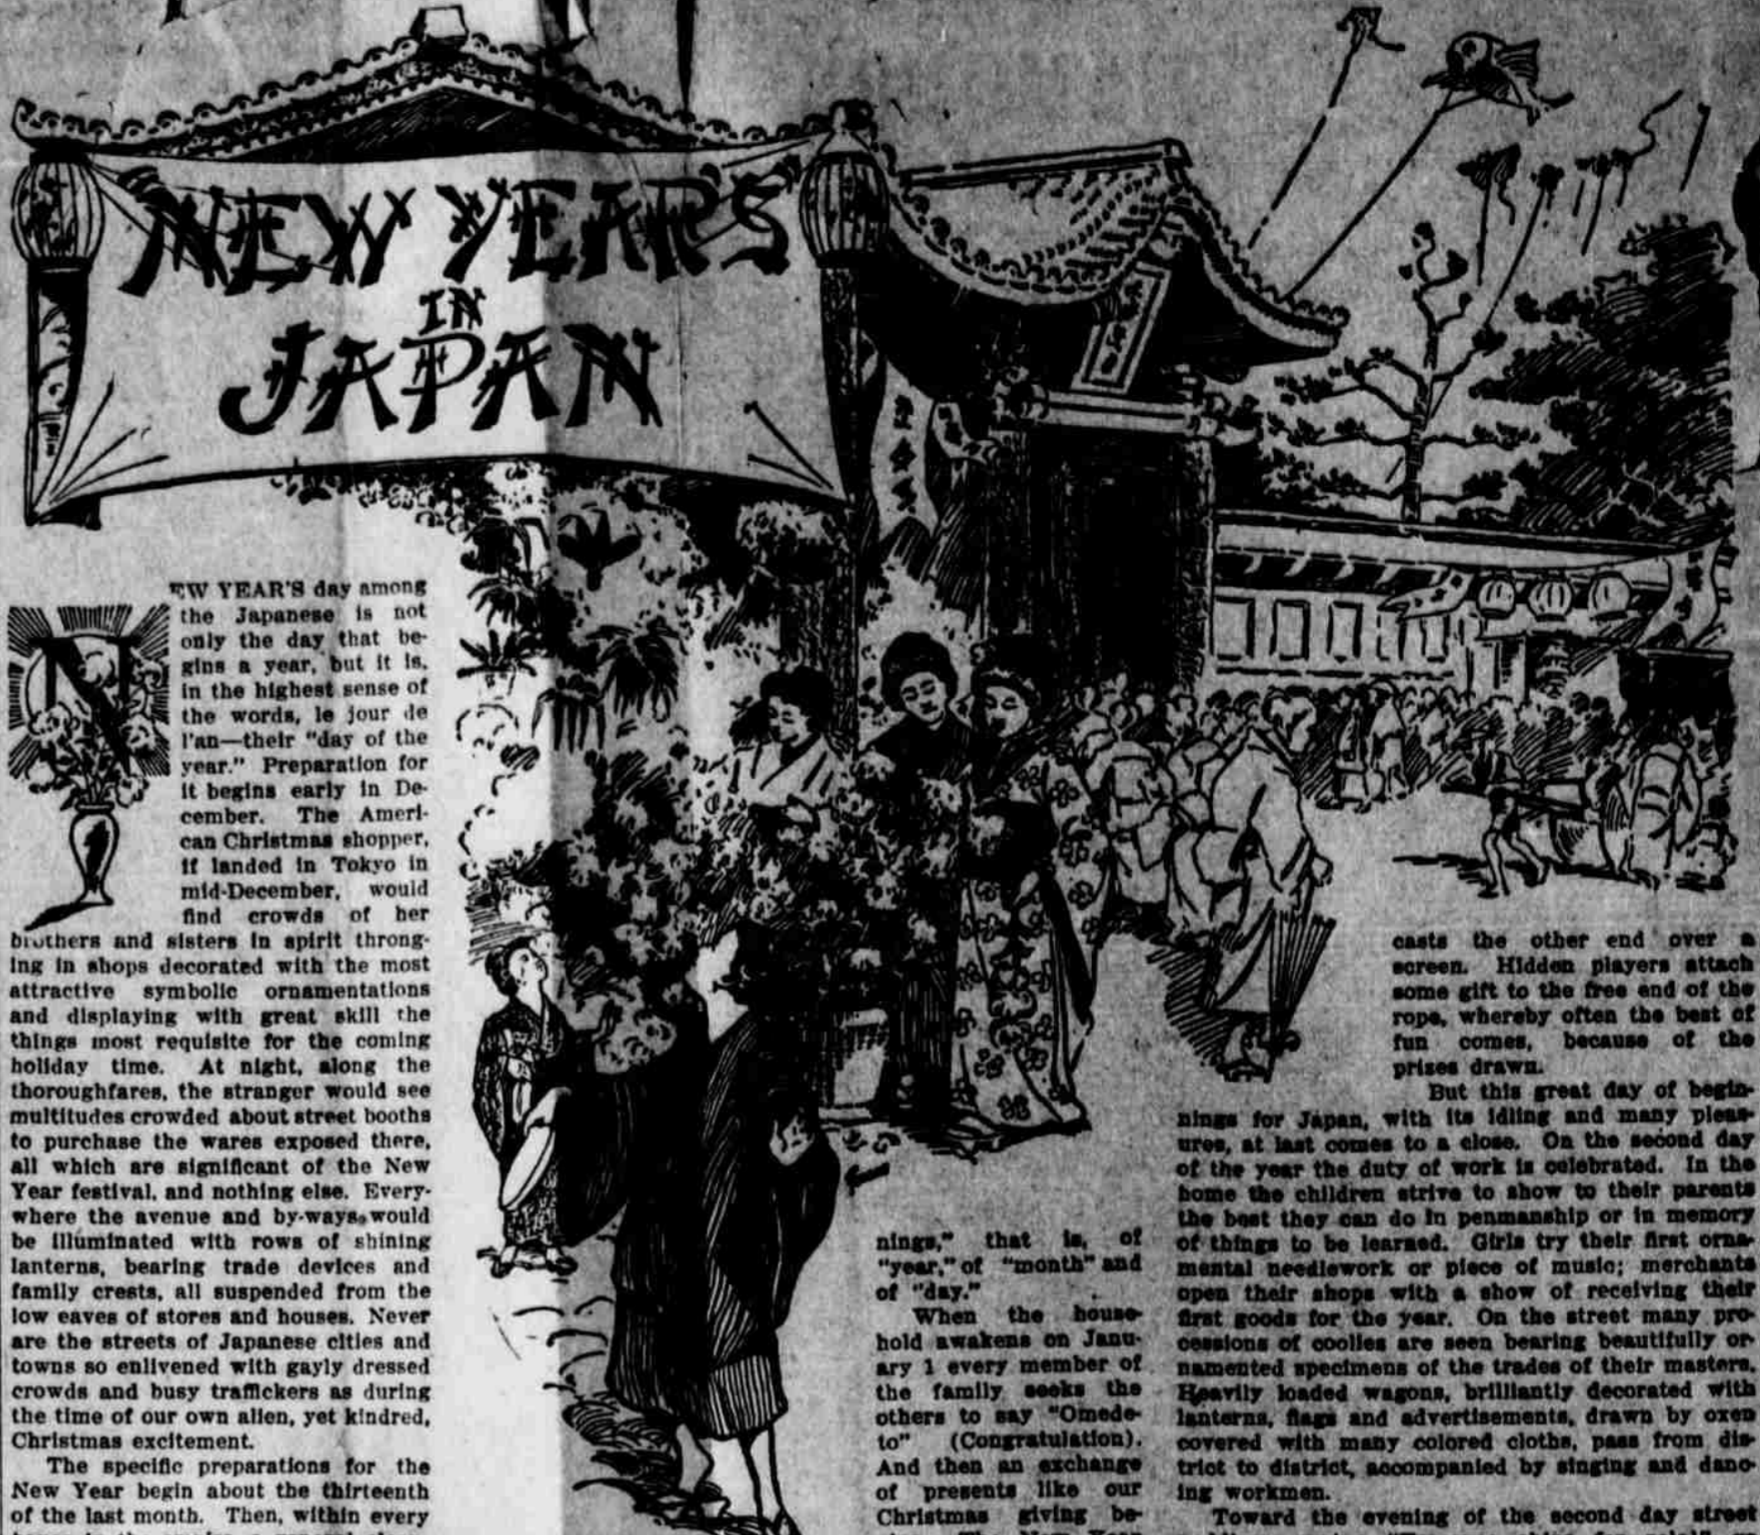 NEW YEAR'S
IN
JAPAN
NEW YEAR'S day among
the Japanese is not
only the day that be-
gins a year, but it is,
in the highest sense of
the words, le jour de
l'an—their "day of the
year." Preparation for
it begins early in De-
cember. The Ameri-
can Christmas shopper,
if landed in Tokyo in
mid-December, would
find crowds of her
brothers and sisters in spirit throng-
ing in shops decorated with the most
attractive symbolic ornamentations
and displaying with great skill the
things most requisite for the coming
holiday time. At night, along the
thoroughfares, the stranger would see
multitudes crowded about street booths
to purchase the wares exposed there,
all which are significant of the New
Year festival, and nothing else. Every-
where the avenue and by-ways would
be illuminated with rows of shining
lanterns, bearing trade devices and
family crests, all suspended from the
low eaves of stores and houses. Never
are the streets of Japanese cities and
towns so enlivened with gayly dressed
crowds and busy traffickers as during
the time of our own alien, yet kindred,
Christmas excitement.
The specific preparations for the
New Year begin about the thirteenth
of the last month. Then, within every
nings," that is, of
"year," of "month" and
of "day."
When the house-
hold awakens on Janu-
ary 1 every member of
the family seeks the
others to say "Omede-
to" (Congratulation).
And then an exchange
of presents like our
Christmas giving be-
casts the other end over a
screen. Hidden players attach
some gift to the free end of the
rope, whereby often the best of
fun comes, because of the
prizes drawn.
But this great day of begin-
nings for Japan, with its idling and many pleas-
ures, at last comes to a close. On the second day
of the year the duty of work is celebrated. In the
home the children strive to show to their parents
the best they can do in penmanship or in memory
of things to be learned. Girls try their first orna-
mental needlework or piece of music; merchants
open their shops with a show of receiving their
first goods for the year. On the street many pro-
cessions of coolies are seen bearing beautifully or-
namented specimens of the trades of their masters.
Heavily loaded wagons, brilliantly decorated with
lanterns, flags and advertisements, drawn by oxen
covered with many colored cloths, pass from dis-
trict to district, accompanied by singing and danc-
ing workmen.
Toward the evening of the second day street